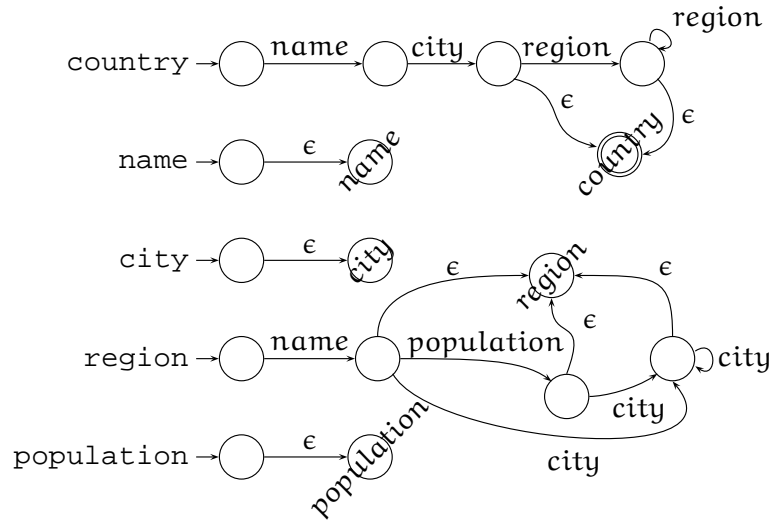 region
country name city region
ϵ ϵ
name ϵ name country
city ϵ city region
ϵ ϵ
region name population ϵ city
city
population ϵ population
city